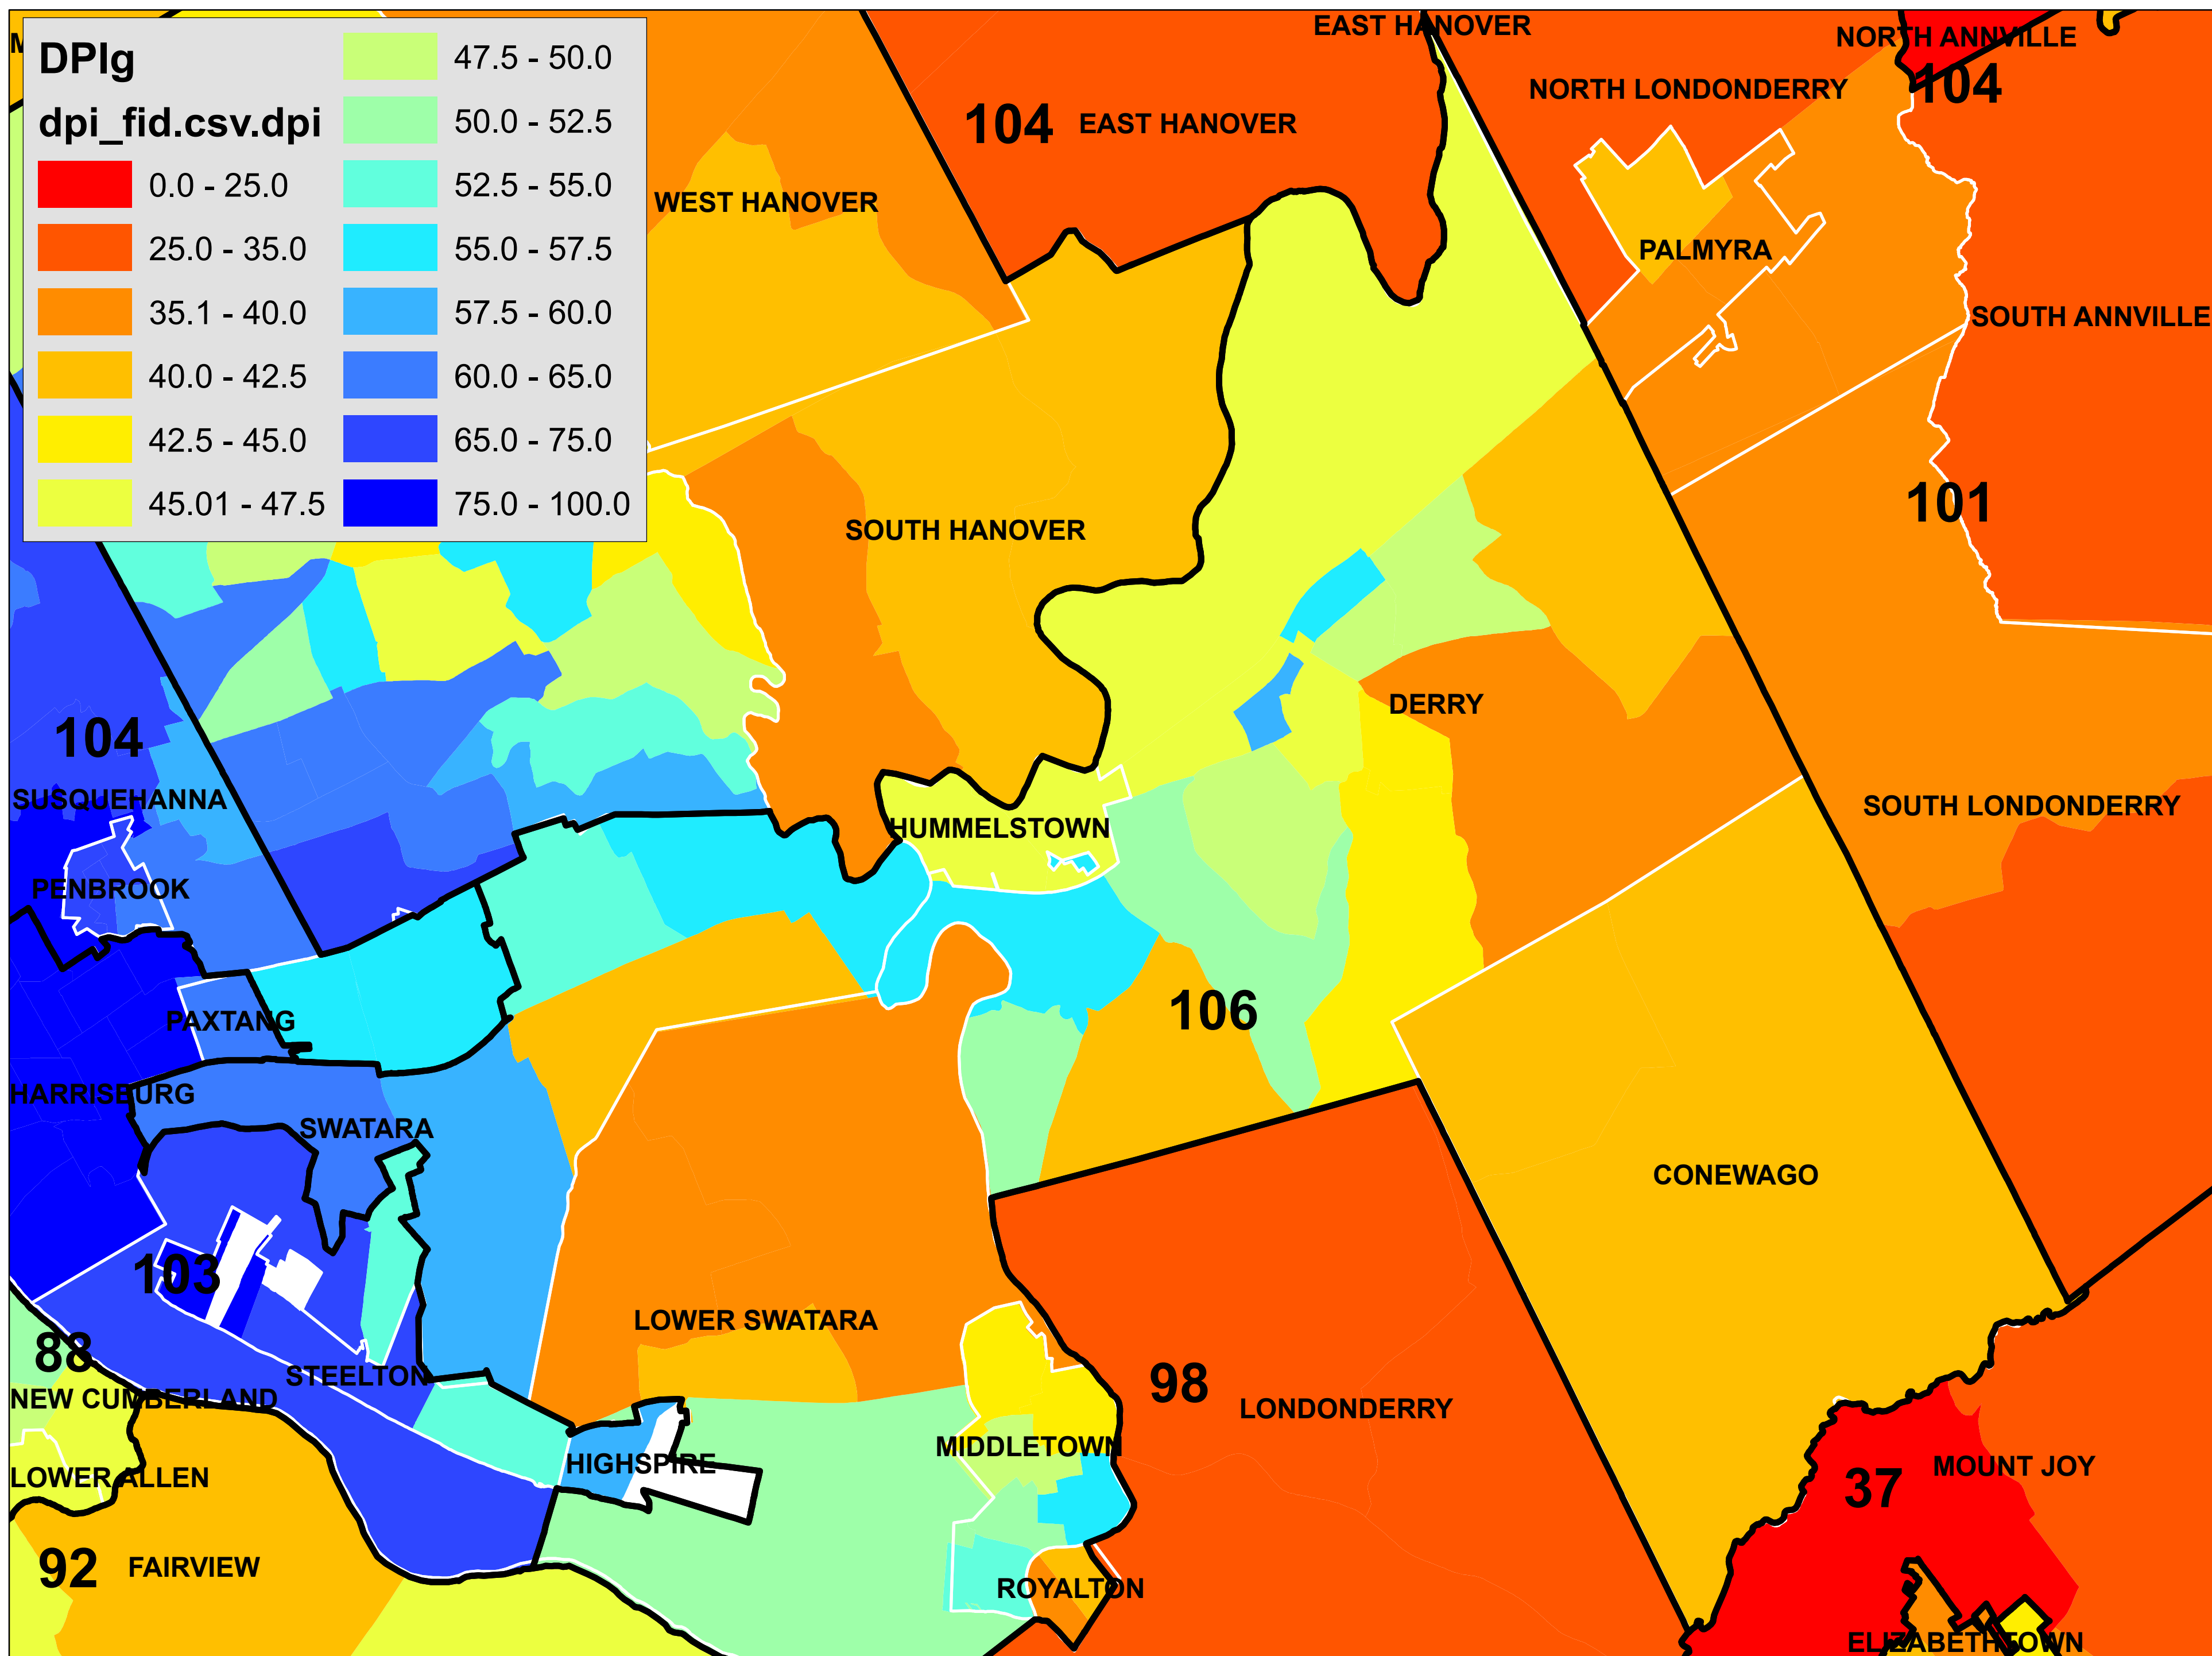 DPIg
dpi_fid.csv.dpi
0.0 - 25.0
25.0 - 35.0
35.1 - 40.0
40.0 - 42.5
42.5 - 45.0
45.01 - 47.5
47.5 - 50.0
50.0 - 52.5
52.5 - 55.0
55.0 - 57.5
57.5 - 60.0
60.0 - 65.0
65.0 - 75.0
75.0 - 100.0
EAST HANOVER
NORTH ANNVILLE
104
NORTH LONDONDERRY
104 EAST HANOVER
WEST HANOVER
PALMYRA
SOUTH ANNVILLE
101
SOUTH HANOVER
DERRY
104
SUSQUEHANNA
SOUTH LONDONDERRY
HUMMELSTOWN
PENBROOK
106
PAXTANG
HARRISBURG
SWATARA
CONEWAGO
103
LOWER SWATARA
88
STEELTON
98 LONDONDERRY
NEW CUMBERLAND
MIDDLETOWN
HIGHSPIRE
LOWER ALLEN
37 MOUNT JOY
92 FAIRVIEW
ROYALTON
ELIZABETHTOWN